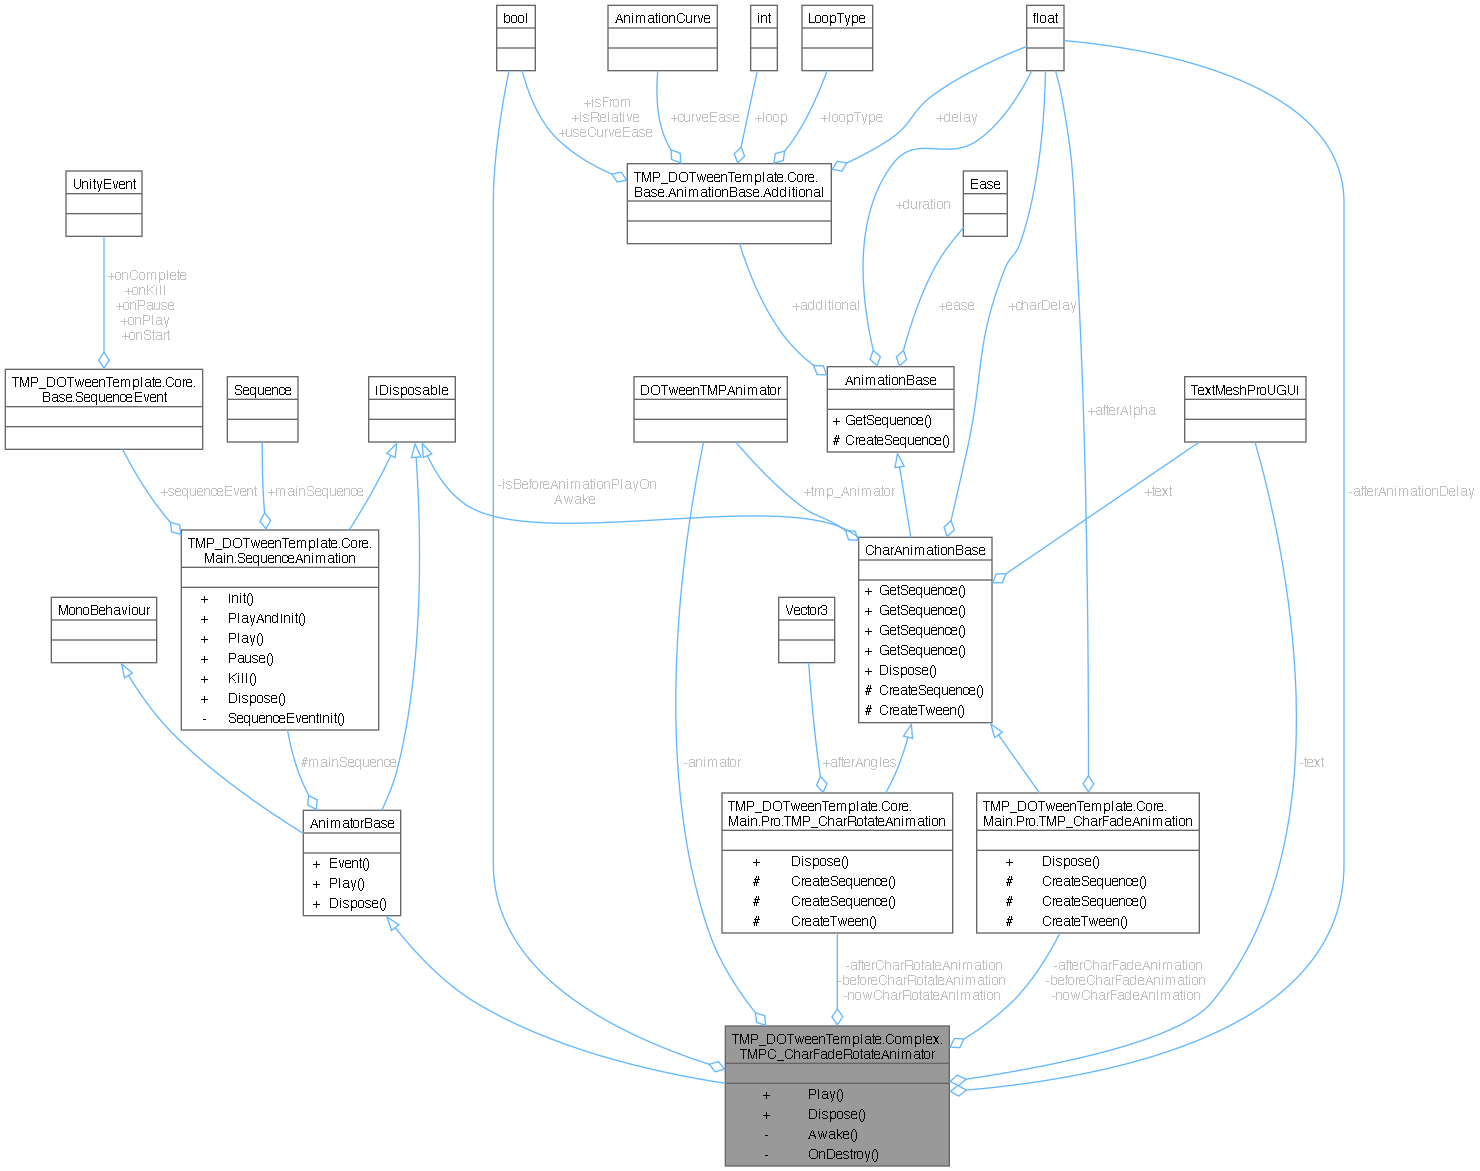 bool
AnimationCurve
int
LoopType
float
+isFrom
+isRelative
+useCurveEase
+curveEase
+loop
+loopType
+delay
UnityEvent
TMP_DOTweenTemplate.Core.
Base.AnimationBase.Additional
Ease
+duration
+onComplete
+onKill
+onPause
+onPlay
+onStart
+additional
+ease
+charDelay
TMP_DOTweenTemplate.Core.
Base.SequenceEvent
Sequence
IDisposable
DOTweenTMPAnimator
AnimationBase
+ GetSequence()
# CreateSequence()
+afterAlpha
TextMeshProUGUI
+sequenceEvent
+mainSequence
-isBeforeAnimationPlayOn
Awake
+tmp_Animator
+text
-afterAnimationDelay
TMP_DOTweenTemplate.Core.
Main.SequenceAnimation
+ Init()
+ PlayAndInit()
+ Play()
+ Pause()
+ Kill()
+ Dispose()
- SequenceEventInit()
CharAnimationBase
+ GetSequence()
+ GetSequence()
+ GetSequence()
+ GetSequence()
+ Dispose()
# CreateSequence()
# CreateTween()
MonoBehaviour
Vector3
#mainSequence
-animator
+afterAngles
-text
AnimatorBase
+ Event()
+ Play()
+ Dispose()
TMP_DOTweenTemplate.Core.
Main.Pro.TMP_CharRotateAnimation
+ Dispose()
# CreateSequence()
# CreateSequence()
# CreateTween()
TMP_DOTweenTemplate.Core.
Main.Pro.TMP_CharFadeAnimation
+ Dispose()
# CreateSequence()
# CreateSequence()
# CreateTween()
-afterCharRotateAnimation
-beforeCharRotateAnimation
-nowCharRotateAnimation
-afterCharFadeAnimation
-beforeCharFadeAnimation
-nowCharFadeAnimation
TMP_DOTweenTemplate.Complex.
TMPC_CharFadeRotateAnimator
+ Play()
+ Dispose()
- Awake()
- OnDestroy()